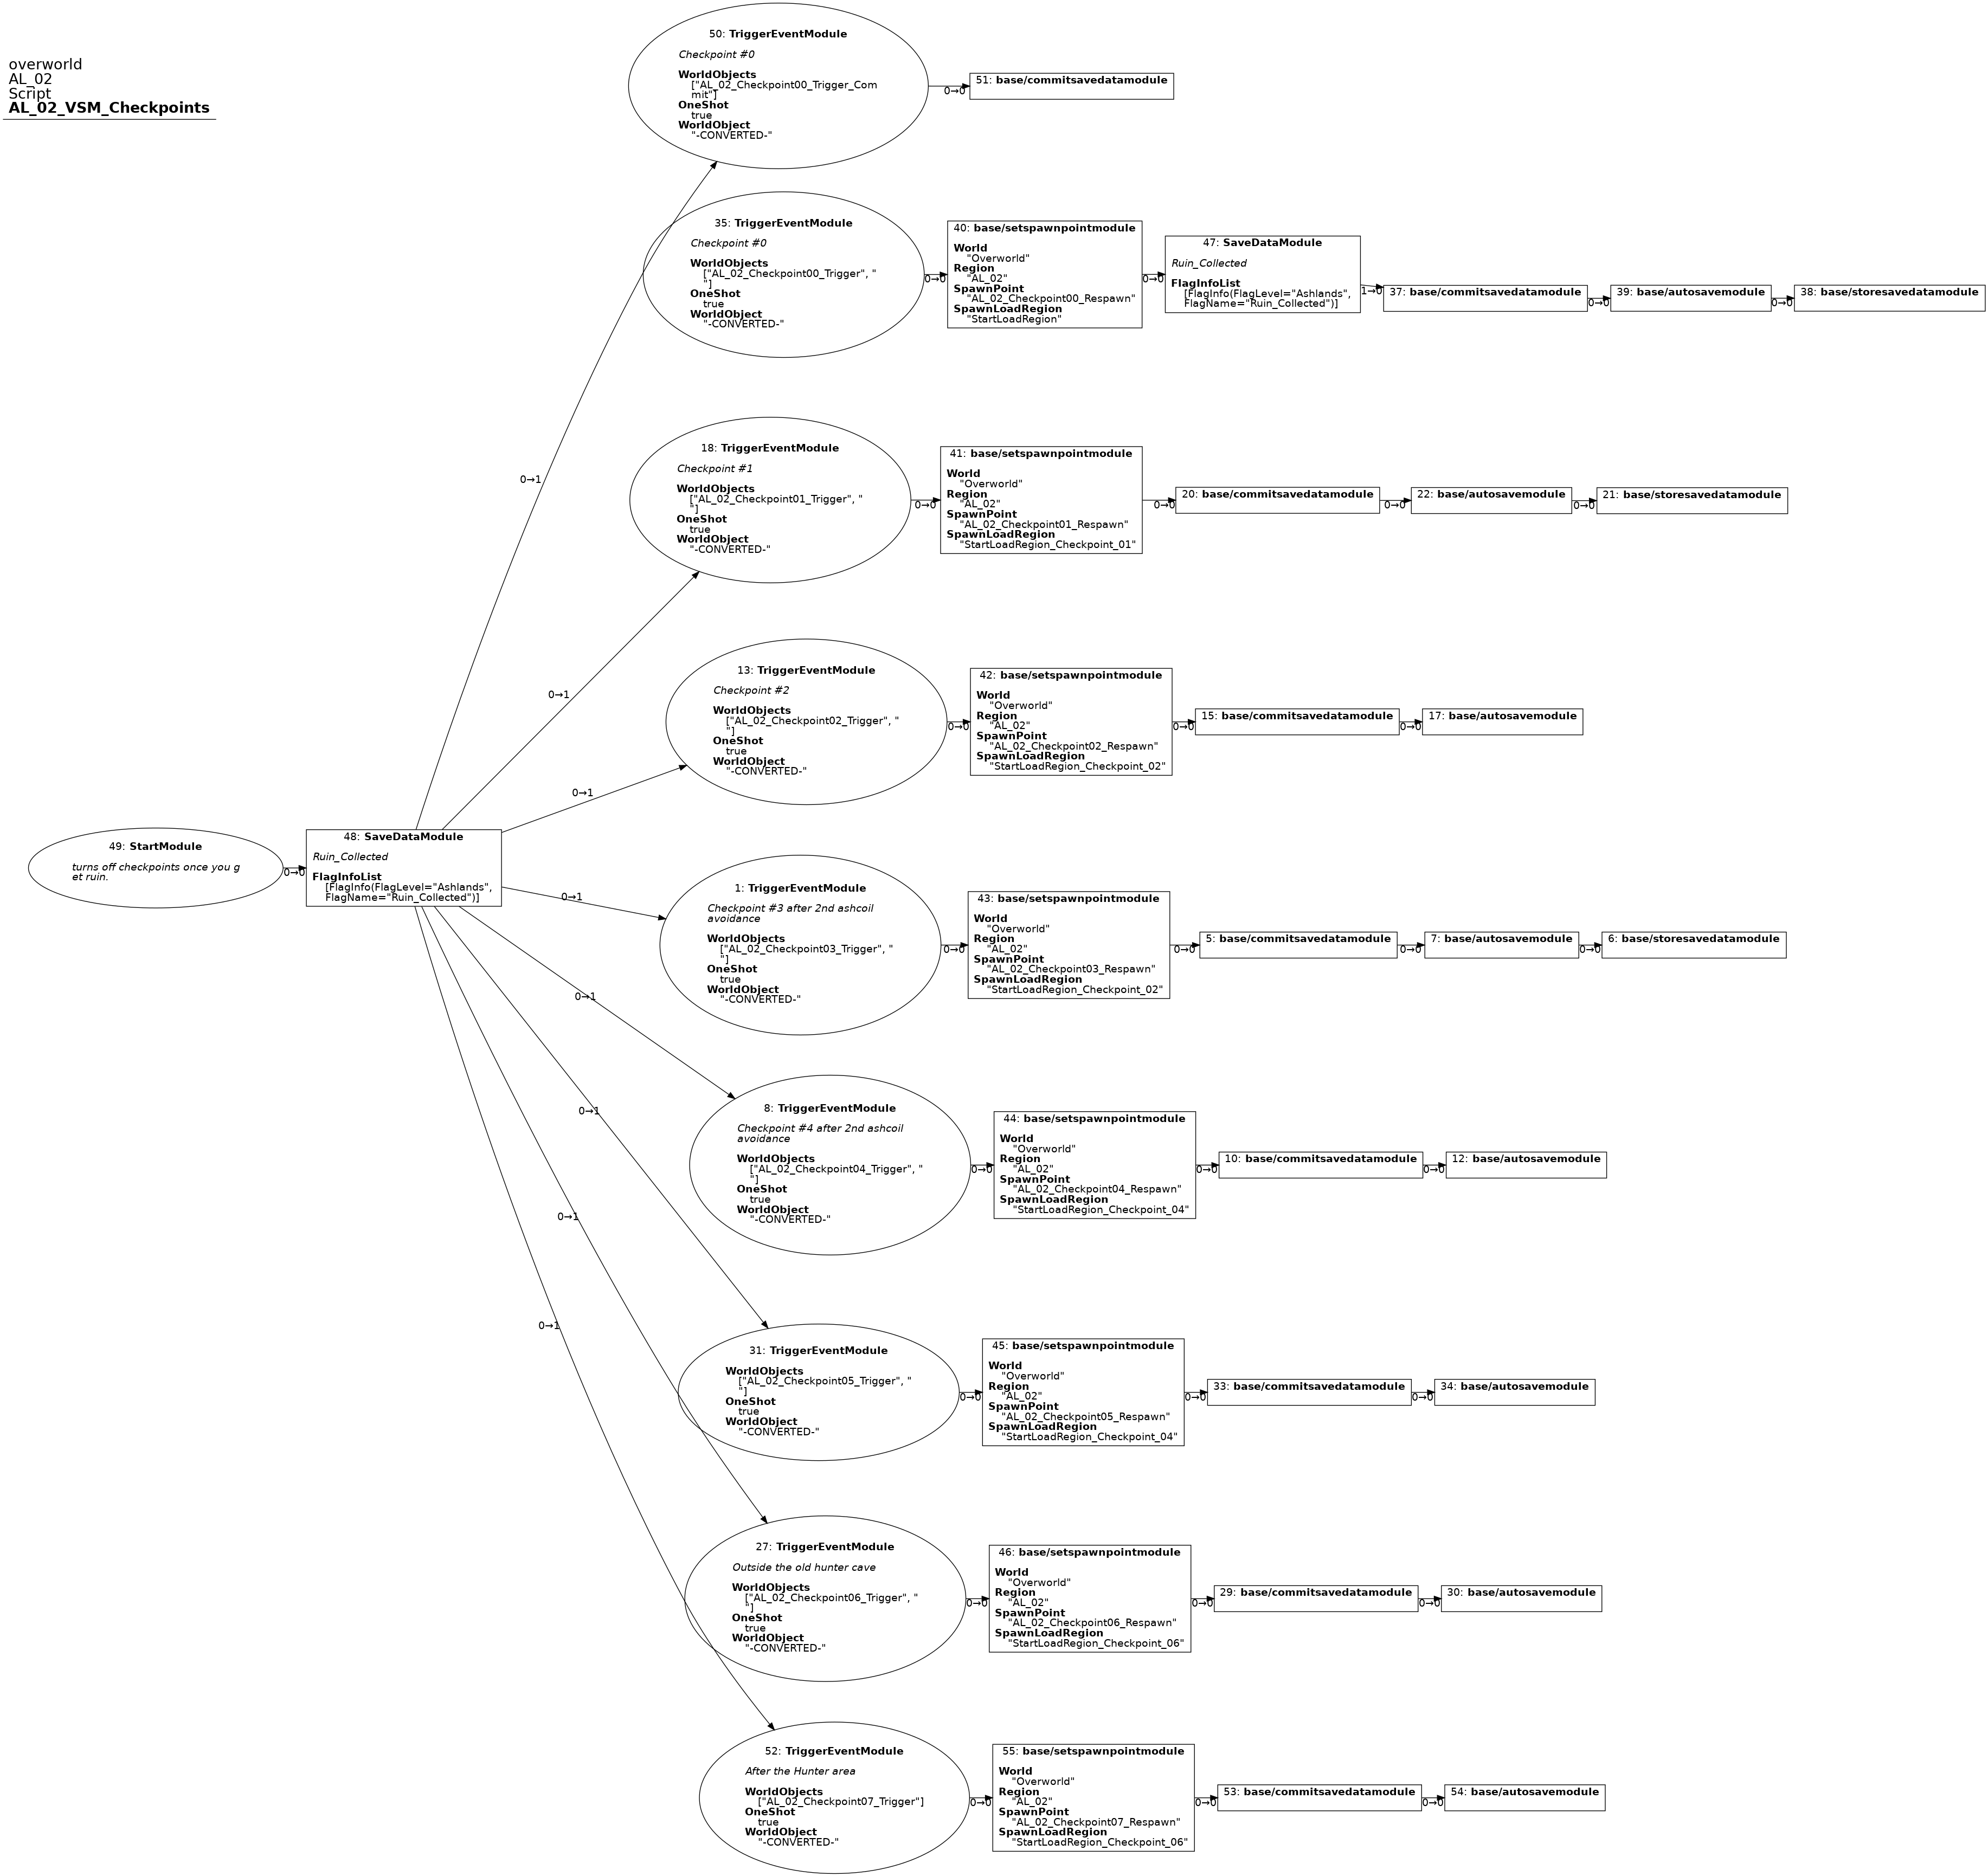 overworld
AL_02
Script
AL_02_VSM_Checkpoints
50: TriggerEventModule
Checkpoint #0
WorldObjects
["AL_02_Checkpoint00_Trigger_Com
mit"]
OneShot
true
WorldObject
"-CONVERTED-"
0→0
51: base/commitsavedatamodule
35: TriggerEventModule
Checkpoint #0
WorldObjects
["AL_02_Checkpoint00_Trigger", "
"]
OneShot
true
WorldObject
"-CONVERTED-"
0→0
40: base/setspawnpointmodule
World
"Overworld"
Region
"AL_02"
SpawnPoint
"AL_02_Checkpoint00_Respawn"
SpawnLoadRegion
"StartLoadRegion"
0→0
47: SaveDataModule
Ruin_Collected
FlagInfoList
[FlagInfo(FlagLevel="Ashlands",
FlagName="Ruin_Collected")]
1→0
37: base/commitsavedatamodule
0→0
39: base/autosavemodule
0→0
38: base/storesavedatamodule
0→1
18: TriggerEventModule
Checkpoint #1
WorldObjects
["AL_02_Checkpoint01_Trigger", "
"]
OneShot
true
WorldObject
"-CONVERTED-"
0→0
41: base/setspawnpointmodule
World
"Overworld"
Region
"AL_02"
SpawnPoint
"AL_02_Checkpoint01_Respawn"
SpawnLoadRegion
"StartLoadRegion_Checkpoint_01"
0→0
20: base/commitsavedatamodule
0→0
22: base/autosavemodule
0→0
21: base/storesavedatamodule
0→1
13: TriggerEventModule
Checkpoint #2
WorldObjects
["AL_02_Checkpoint02_Trigger", "
"]
OneShot
true
WorldObject
"-CONVERTED-"
0→0
42: base/setspawnpointmodule
World
"Overworld"
Region
"AL_02"
SpawnPoint
"AL_02_Checkpoint02_Respawn"
SpawnLoadRegion
"StartLoadRegion_Checkpoint_02"
0→0
15: base/commitsavedatamodule
0→0
17: base/autosavemodule
0→1
49: StartModule
turns off checkpoints once you g
et ruin.
0→0
48: SaveDataModule
Ruin_Collected
FlagInfoList
[FlagInfo(FlagLevel="Ashlands",
FlagName="Ruin_Collected")]
0→1
1: TriggerEventModule
Checkpoint #3 after 2nd ashcoil
avoidance
WorldObjects
["AL_02_Checkpoint03_Trigger", "
"]
OneShot
true
WorldObject
"-CONVERTED-"
0→0
43: base/setspawnpointmodule
World
"Overworld"
Region
"AL_02"
SpawnPoint
"AL_02_Checkpoint03_Respawn"
SpawnLoadRegion
"StartLoadRegion_Checkpoint_02"
0→0
5: base/commitsavedatamodule
0→0
7: base/autosavemodule
0→0
6: base/storesavedatamodule
0→1
8: TriggerEventModule
Checkpoint #4 after 2nd ashcoil
avoidance
WorldObjects
["AL_02_Checkpoint04_Trigger", "
"]
OneShot
true
WorldObject
"-CONVERTED-"
0→0
44: base/setspawnpointmodule
World
"Overworld"
Region
"AL_02"
SpawnPoint
"AL_02_Checkpoint04_Respawn"
SpawnLoadRegion
"StartLoadRegion_Checkpoint_04"
0→0
10: base/commitsavedatamodule
0→0
12: base/autosavemodule
0→1
31: TriggerEventModule
WorldObjects
["AL_02_Checkpoint05_Trigger", "
"]
OneShot
true
WorldObject
"-CONVERTED-"
0→0
45: base/setspawnpointmodule
World
"Overworld"
Region
"AL_02"
SpawnPoint
"AL_02_Checkpoint05_Respawn"
SpawnLoadRegion
"StartLoadRegion_Checkpoint_04"
0→0
33: base/commitsavedatamodule
0→0
34: base/autosavemodule
0→1
27: TriggerEventModule
Outside the old hunter cave
WorldObjects
["AL_02_Checkpoint06_Trigger", "
"]
OneShot
true
WorldObject
"-CONVERTED-"
0→0
46: base/setspawnpointmodule
World
"Overworld"
Region
"AL_02"
SpawnPoint
"AL_02_Checkpoint06_Respawn"
SpawnLoadRegion
"StartLoadRegion_Checkpoint_06"
0→0
29: base/commitsavedatamodule
0→0
30: base/autosavemodule
0→1
52: TriggerEventModule
After the Hunter area
WorldObjects
["AL_02_Checkpoint07_Trigger"]
OneShot
true
WorldObject
"-CONVERTED-"
0→0
55: base/setspawnpointmodule
World
"Overworld"
Region
"AL_02"
SpawnPoint
"AL_02_Checkpoint07_Respawn"
SpawnLoadRegion
"StartLoadRegion_Checkpoint_06"
0→0
53: base/commitsavedatamodule
0→0
54: base/autosavemodule